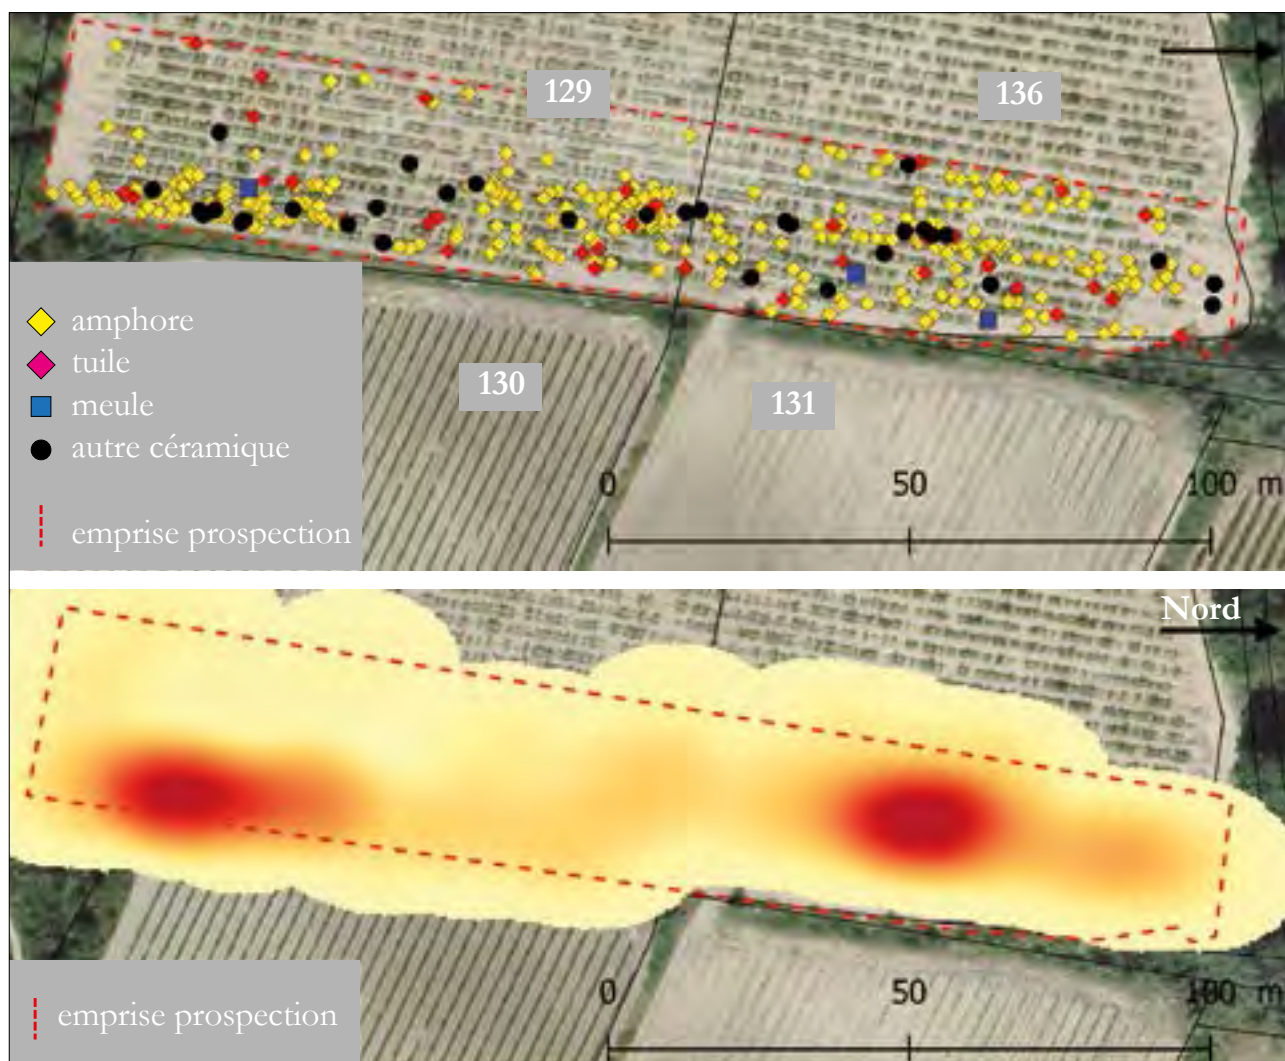 129
136
amphore
tuile
meule
autre céramique
emprise prospection
130
131
0 50 100 m
Nord
emprise prospection
0 50 100 m